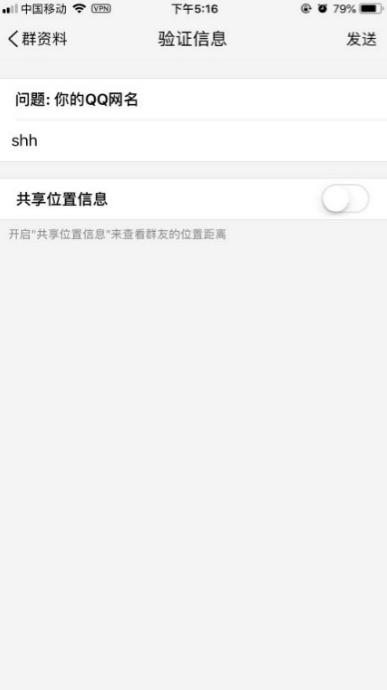 中国移动 VPN 下午5:16 79%
群资料 验证信息 发送
问题: 你的QQ网名
shh
共享位置信息
开启"共享位置信息"来查看群友的位置距离